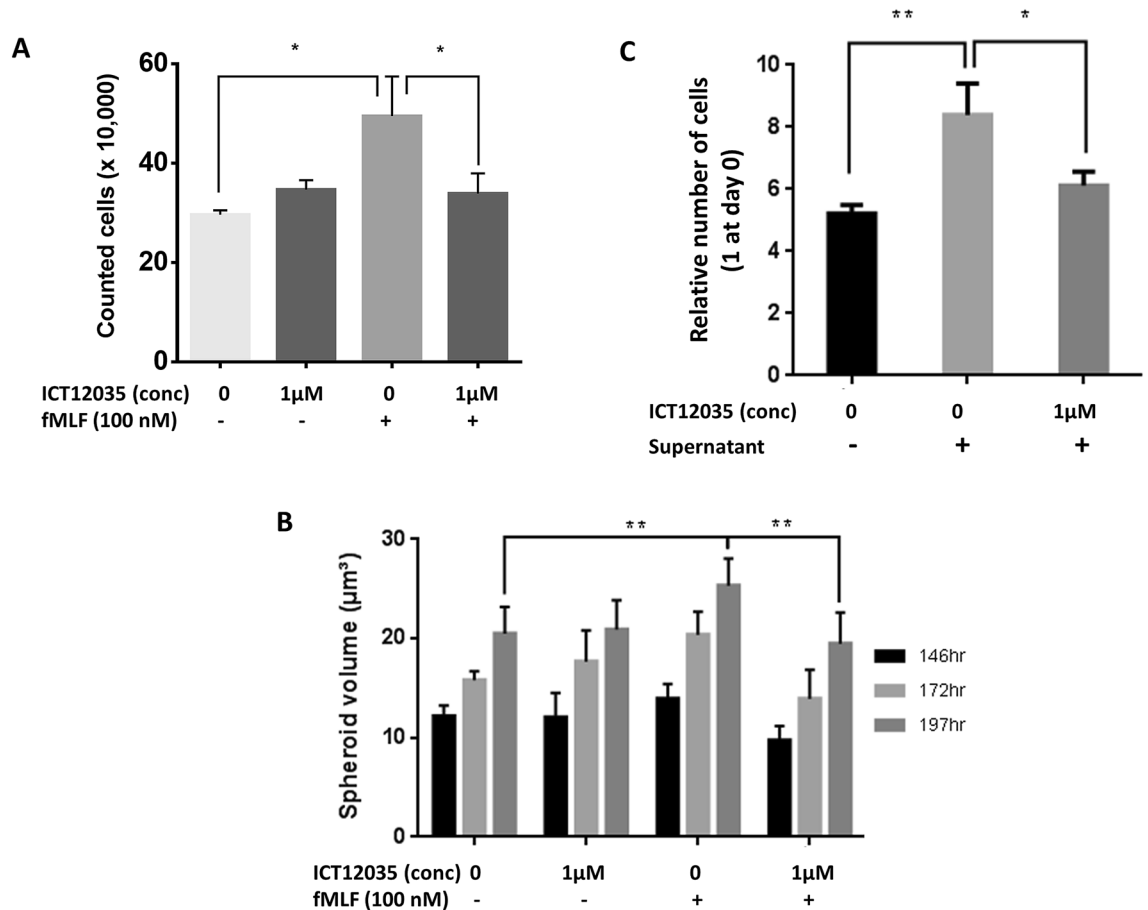 A
* *
Counted cells (x 10,000)
60
40
20
0
ICT12035 (conc) 0 1μM 0 1μM
fMLF (100 nM) - - + +
C
** *
Relative number of cells
(1 at day 0)
10
8
6
4
2
0
ICT12035 (conc) 0 0 1μM
Supernatant - + +
B
** **
Spheroid volume (μm³)
30
20
10
0
146hr
172hr
197hr
ICT12035 (conc) 0 1μM 0 1μM
fMLF (100 nM) - - + +